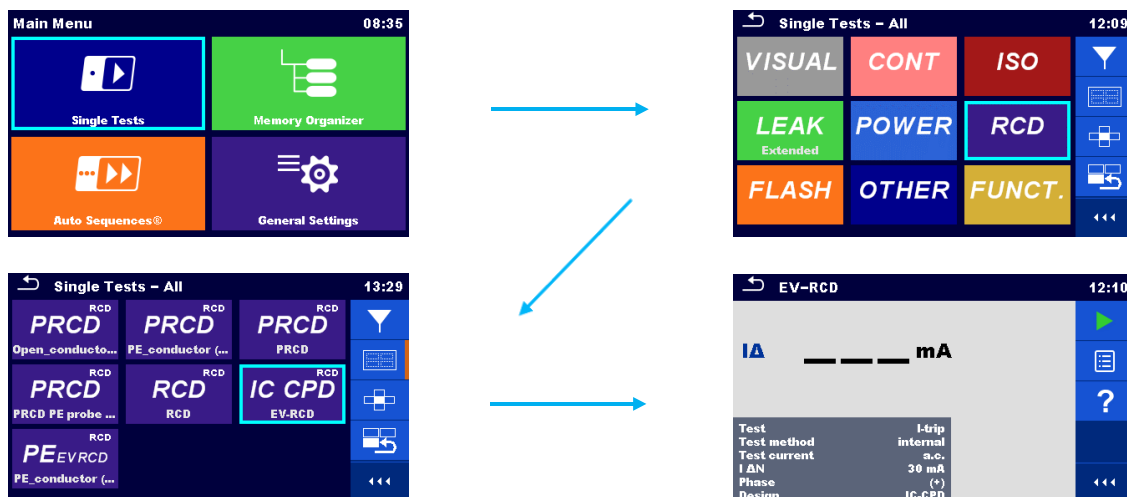 Main Menu 08:35
Single Tests
Memory Organizer
Auto Sequences®
General Settings
Single Tests – All 12:09
VISUAL CONT ISO
LEAK POWER RCD
Extended
FLASH OTHER FUNCT.
Single Tests – All 13:29
RCD RCD RCD
PRCD PRCD PRCD
Open_conducto... PE_conductor (... PRCD
RCD RCD RCD
PRCD RCD IC CPD
PRCD PE probe ... RCD EV-RCD
RCD
PE EVRCD
PE_conductor (...
EV-RCD 12:10
IΔ ___ mA
?
Test I-trip
Test method internal
Test current a.c.
I ΔN 30 mA
Phase (+)
Design IC-CPD